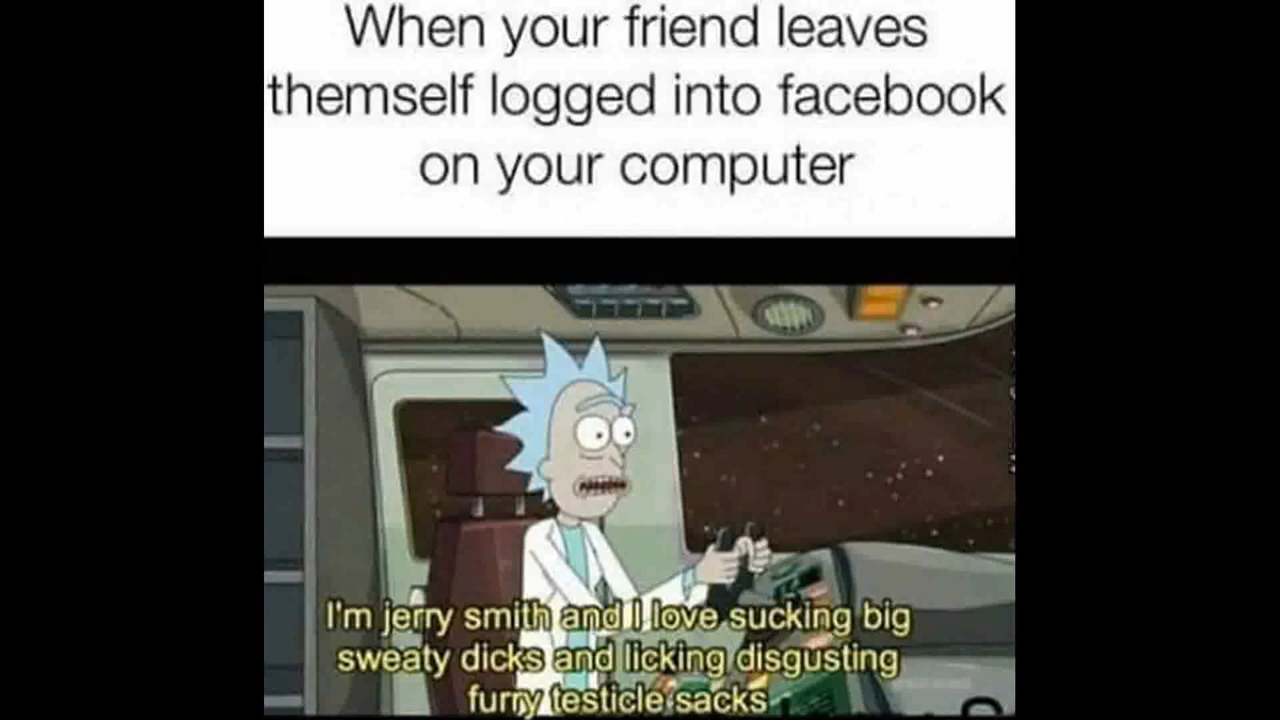 When your friend leaves
themself logged into facebook
on your computer
I'm jerry smith and I love sucking big
sweaty dicks and licking disgusting
furry testicle sacks